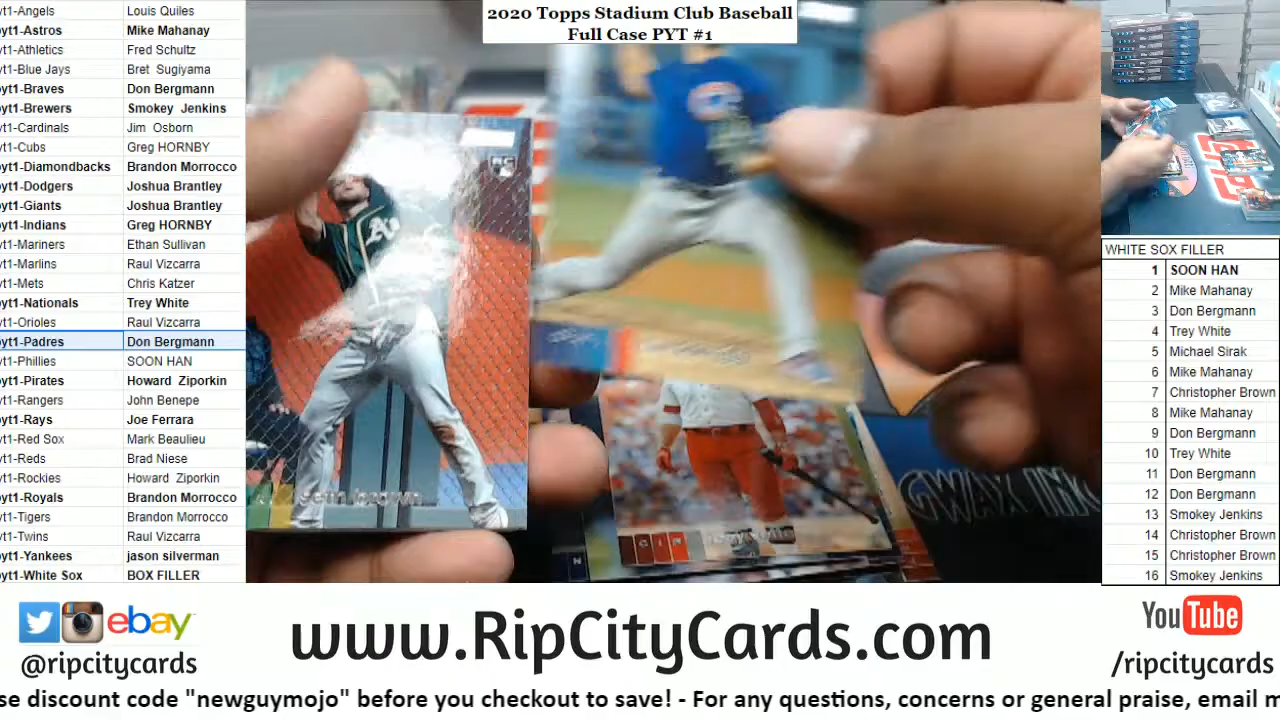 2020 Topps Stadium Club Baseball
Full Case PYT #1
yt1-Angels Louis Quiles
yt1-Astros Mike Mahanay
yt1-Athletics Fred Schultz
yt1-Blue Jays Bret Sugiyama
yt1-Braves Don Bergmann
yt1-Brewers Smokey Jenkins
yt1-Cardinals Jim Osborn
yt1-Cubs Greg HORNBY
yt1-Diamondbacks Brandon Morrocco
yt1-Dodgers Joshua Brantley
yt1-Giants Joshua Brantley
yt1-Indians Greg HORNBY
yt1-Mariners Ethan Sullivan
yt1-Marlins Raul Vizcarra
yt1-Mets Chris Katzer
yt1-Nationals Trey White
yt1-Orioles Raul Vizcarra
yt1-Padres Don Bergmann
yt1-Phillies SOON HAN
yt1-Pirates Howard Ziporkin
yt1-Rangers John Benepe
yt1-Rays Joe Ferrara
yt1-Red Sox Mark Beaulieu
yt1-Reds Brad Niese
yt1-Rockies Howard Ziporkin
yt1-Royals Brandon Morrocco
yt1-Tigers Brandon Morrocco
yt1-Twins Raul Vizcarra
yt1-Yankees jason silverman
yt1-White Sox BOX FILLER
RC
A's
seth brown
CIN
GWAX IN
WHITE SOX FILLER
1 SOON HAN
2 Mike Mahanay
3 Don Bergmann
4 Trey White
5 Michael Sirak
6 Mike Mahanay
7 Christopher Brown
8 Mike Mahanay
9 Don Bergmann
10 Trey White
11 Don Bergmann
12 Don Bergmann
13 Smokey Jenkins
14 Christopher Brown
15 Christopher Brown
16 Smokey Jenkins
ebay
@ripcitycards
www.RipCityCards.com
YouTube
/ripcitycards
se discount code "newguymojo" before you checkout to save! - For any questions, concerns or general praise, email m